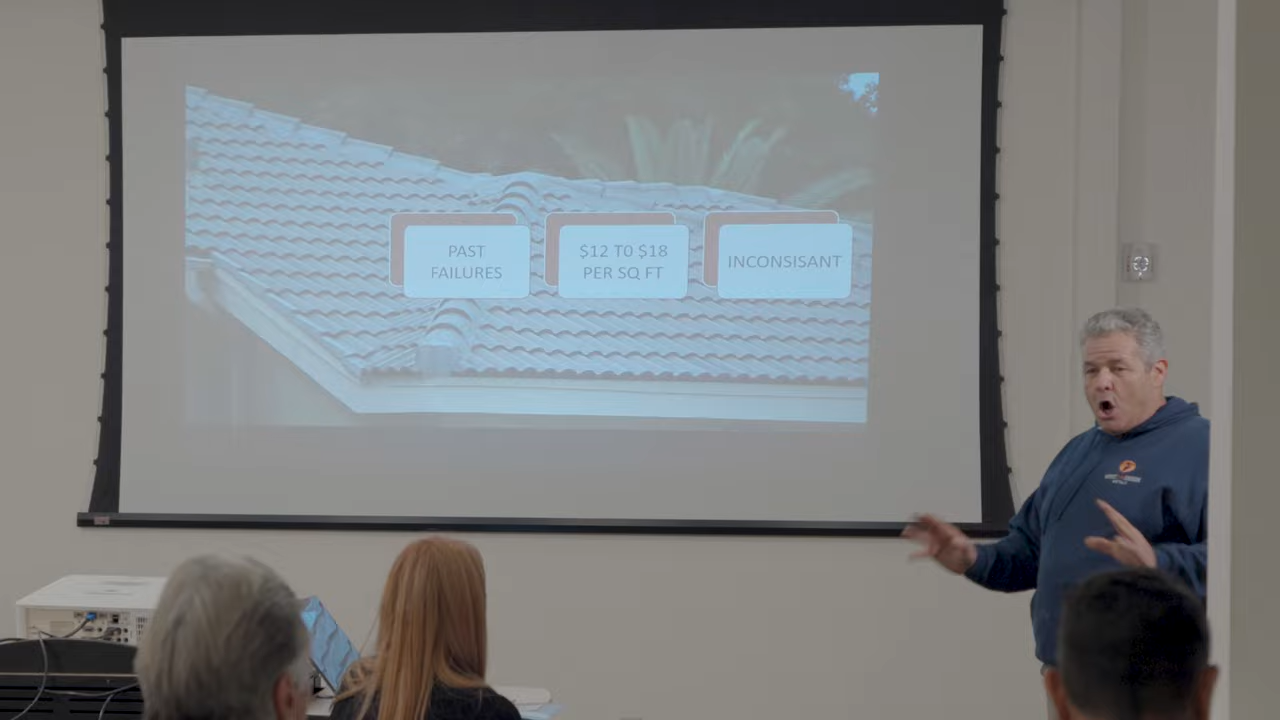 PAST
FAILURES
$12 TO $18
PER SQ FT
INCONSISANT